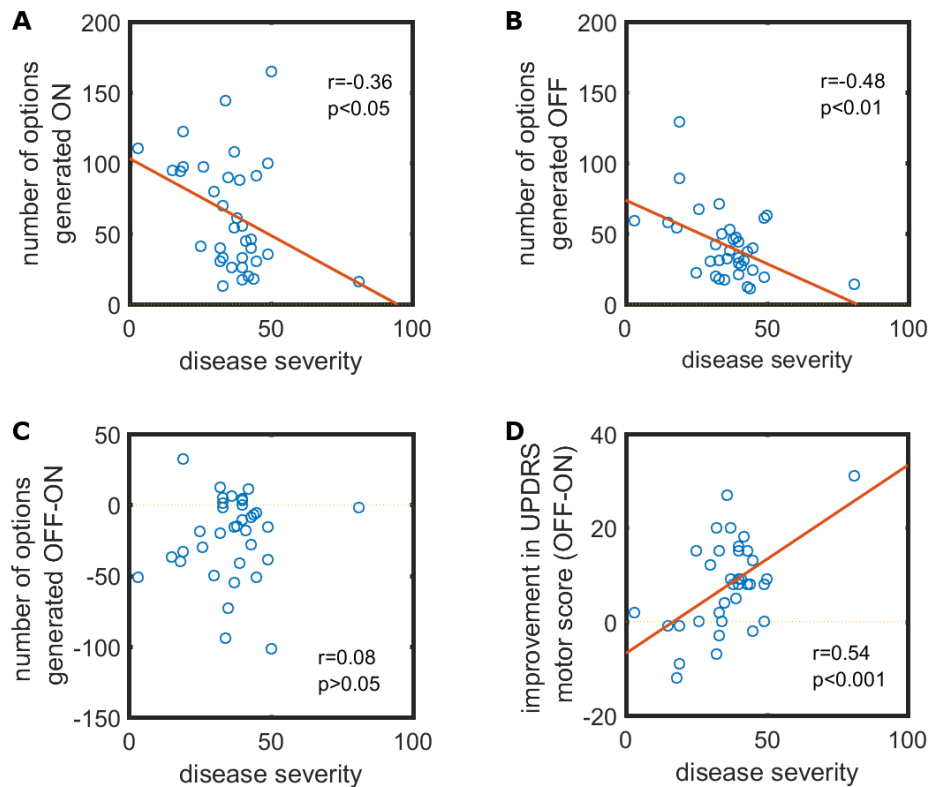 A
number of options
generated ON
200
150
100
50
0
r=-0.36
p<0.05
0
50
100
disease severity
B
number of options
generated OFF
200
150
100
50
0
r=-0.48
p<0.01
0
50
100
disease severity
C
number of options
generated OFF-ON
50
0
-50
-100
-150
r=0.08
p>0.05
0
50
100
disease severity
D
improvement in UPDRS
motor score (OFF-ON)
40
20
0
-20
r=0.54
p<0.001
0
50
100
disease severity